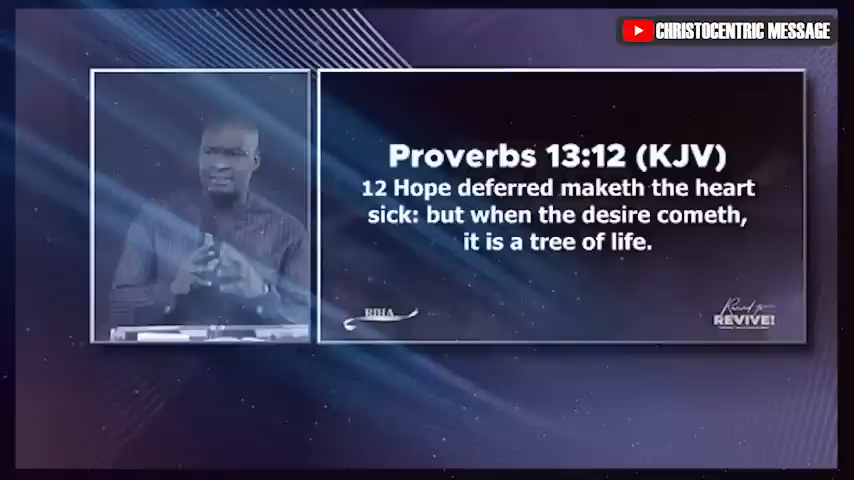 CHRISTOCENTRIC MESSAGE
Proverbs 13:12 (KJV)
12 Hope deferred maketh the heart
sick: but when the desire cometh,
it is a tree of life.
REVIVE!